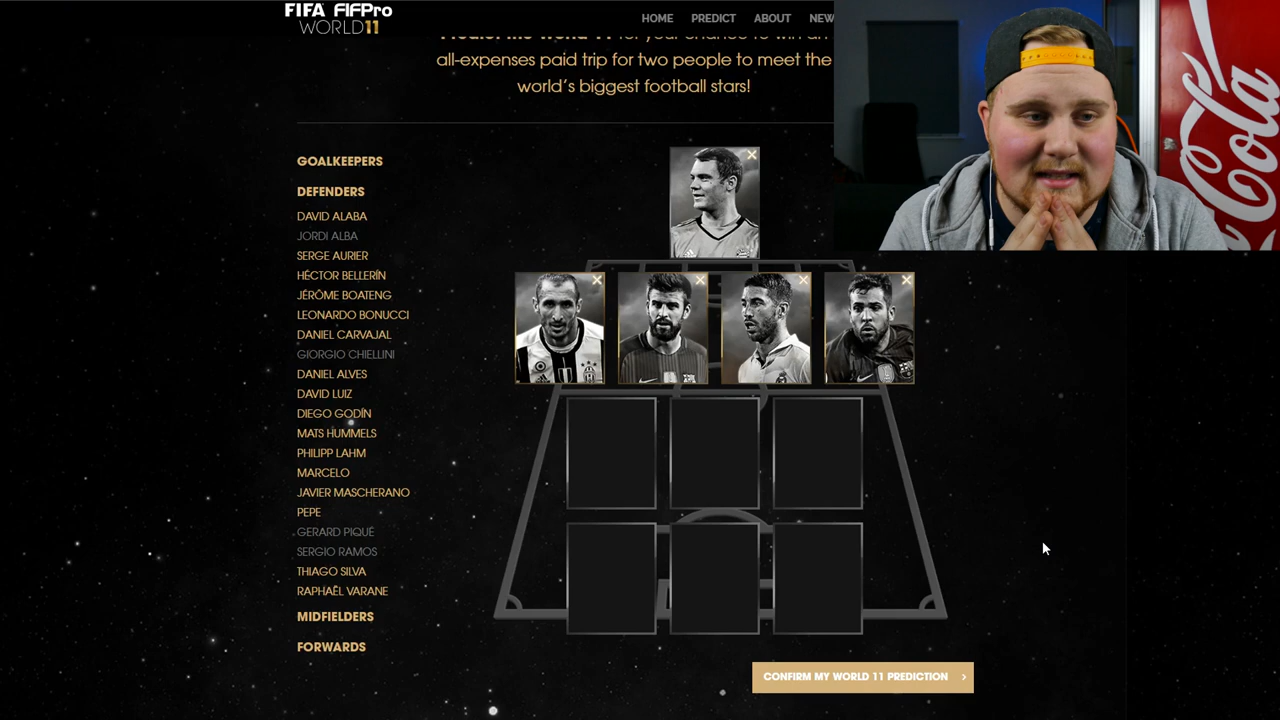 FIFA FIFPro
WORLD11
HOME PREDICT ABOUT NEW
all-expenses paid trip for two people to meet the
world's biggest football stars!
GOALKEEPERS
DEFENDERS
DAVID ALABA
JORDI ALBA
SERGE AURIER
HÉCTOR BELLERÍN
JÉRÔME BOATENG
LEONARDO BONUCCI
DANIEL CARVAJAL
GIORGIO CHIELLINI
DANIEL ALVES
DAVID LUIZ
DIEGO GODÍN
MATS HUMMELS
PHILIPP LAHM
MARCELO
JAVIER MASCHERANO
PEPE
GERARD PIQUÉ
SERGIO RAMOS
THIAGO SILVA
RAPHAËL VARANE
MIDFIELDERS
FORWARDS
CONFIRM MY WORLD 11 PREDICTION
Cola